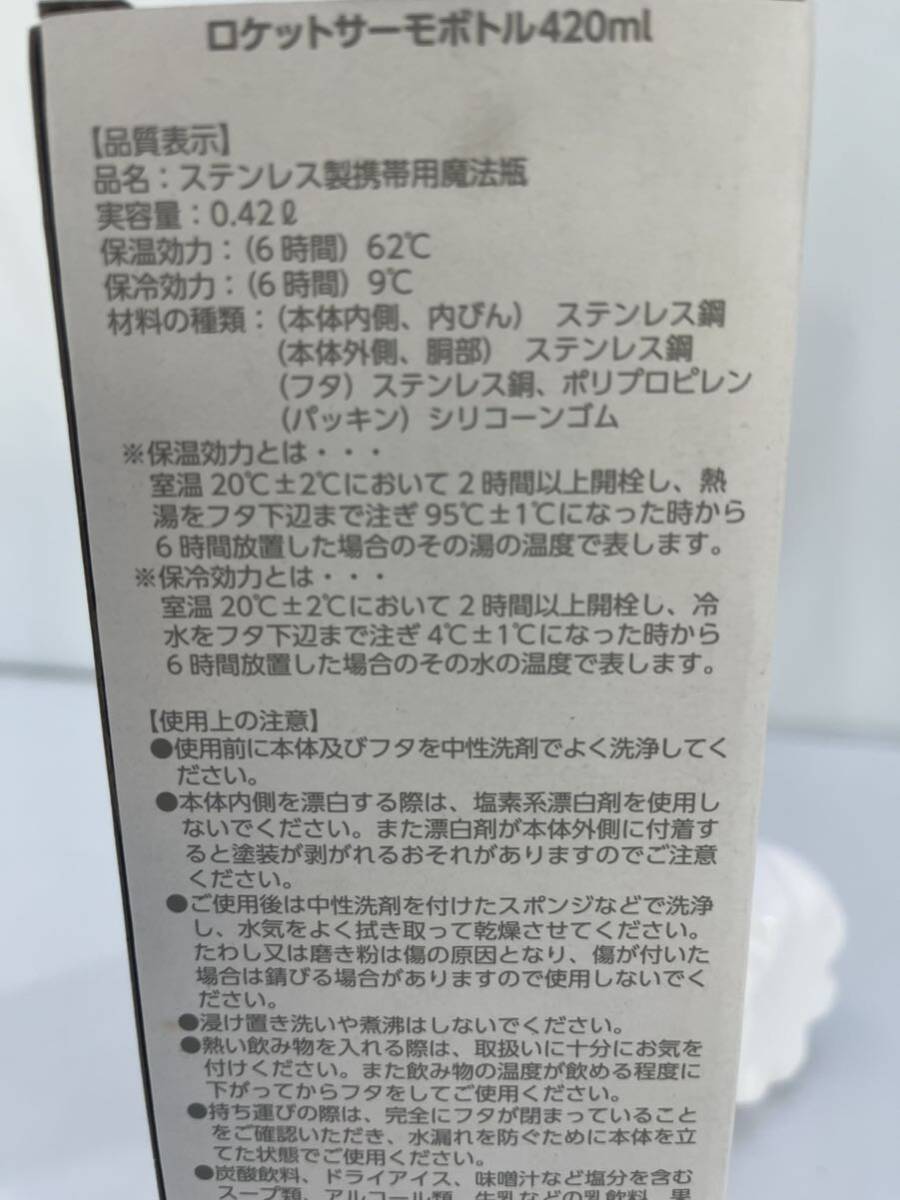 ロケットサーモボトル420ml
【品質表示】
品名：ステンレス製携帯用魔法瓶
実容量：0.42ℓ
保温効力：(6時間) 62℃
保冷効力：(6時間) 9℃
材料の種類：(本体内側、内びん) ステンレス鋼
(本体外側、胴部) ステンレス鋼
(フタ) ステンレス鋼、ポリプロピレン
(パッキン) シリコーンゴム
※保温効力とは・・・
室温20℃±2℃において2時間以上開栓し、熱
湯をフタ下辺まで注ぎ95℃±1℃になった時から
6時間放置した場合のその湯の温度で表します。
※保冷効力とは・・・
室温20℃±2℃において2時間以上開栓し、冷
水をフタ下辺まで注ぎ4℃±1℃になった時から
6時間放置した場合のその水の温度で表します。
【使用上の注意】
●使用前に本体及びフタを中性洗剤でよく洗浄してく
ださい。
●本体内側を漂白する際は、塩素系漂白剤を使用し
ないでください。また漂白剤が本体外側に付着す
ると塗装が剥がれるおそれがありますのでご注意
ください。
●ご使用後は中性洗剤を付けたスポンジなどで洗浄
し、水気をよく拭き取って乾燥させてください。
たわし又は磨き粉は傷の原因となり、傷が付いた
場合は錆びる場合がありますので使用しないでく
ださい。
●浸け置き洗いや煮沸はしないでください。
●熱い飲み物を入れる際は、取扱いに十分にお気を
付けください。また飲み物の温度が飲める程度に
下がってからフタをしてご使用ください。
●持ち運びの際は、完全にフタが閉まっていること
をご確認いただき、水漏れを防ぐために本体を立
てた状態でご使用ください。
●炭酸飲料、ドライアイス、味噌汁など塩分を含む
スープ類、アルコール類、牛乳などの乳飲料、果